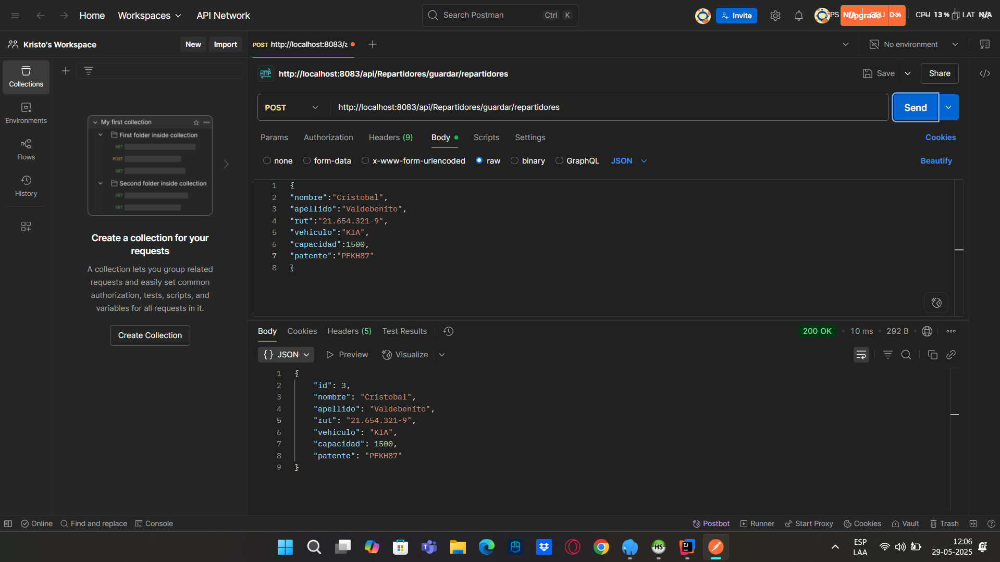 Home
Workspaces
API Network
Search Postman
Ctrl
K
Invite
Upgrade
GPU 0%
CPU 13 %
LAT N/A
Kristo's Workspace
New
Import
POST http://localhost:8083/a
No environment
Collections
Environments
Flows
History
My first collection
First folder inside collection
GET
POST
GET
Second folder inside collection
GET
GET
Create a collection for your
requests
A collection lets you group related
requests and easily set common
authorization, tests, scripts, and
variables for all requests in it.
Create Collection
HTTP
http://localhost:8083/api/Repartidores/guardar/repartidores
Save
Share
POST
http://localhost:8083/api/Repartidores/guardar/repartidores
Send
Params
Authorization
Headers (9)
Body
Scripts
Settings
Cookies
none
form-data
x-www-form-urlencoded
raw
binary
GraphQL
JSON
Beautify
1 {
2 "nombre":"Cristobal",
3 "apellido":"Valdebenito",
4 "rut":"21.654.321-9",
5 "vehiculo":"KIA",
6 "capacidad":1500,
7 "patente":"PFKH87"
8 }
Body
Cookies
Headers (5)
Test Results
200 OK
10 ms
292 B
{} JSON
Preview
Visualize
1 {
2 "id": 3,
3 "nombre": "Cristobal",
4 "apellido": "Valdebenito",
5 "rut": "21.654.321-9",
6 "vehiculo": "KIA",
7 "capacidad": 1500,
8 "patente": "PFKH87"
9 }
Online
Find and replace
Console
Postbot
Runner
Start Proxy
Cookies
Vault
Trash
HS
IJ
ESP
LAA
12:06
29-05-2025